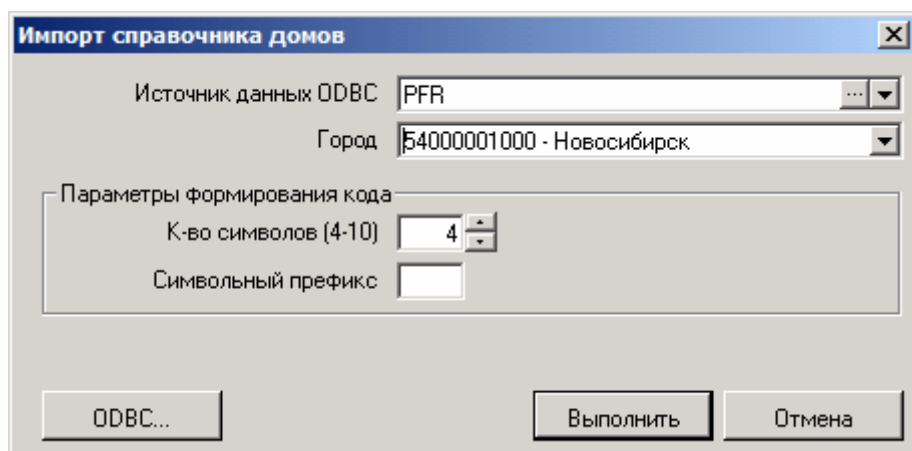 Импорт справочника домов
Источник данных ODBC PFR ...
Город 54000001000 - Новосибирск
Параметры формирования кода
К-во символов (4-10) 4
Символьный префикс
ODBC... Выполнить Отмена